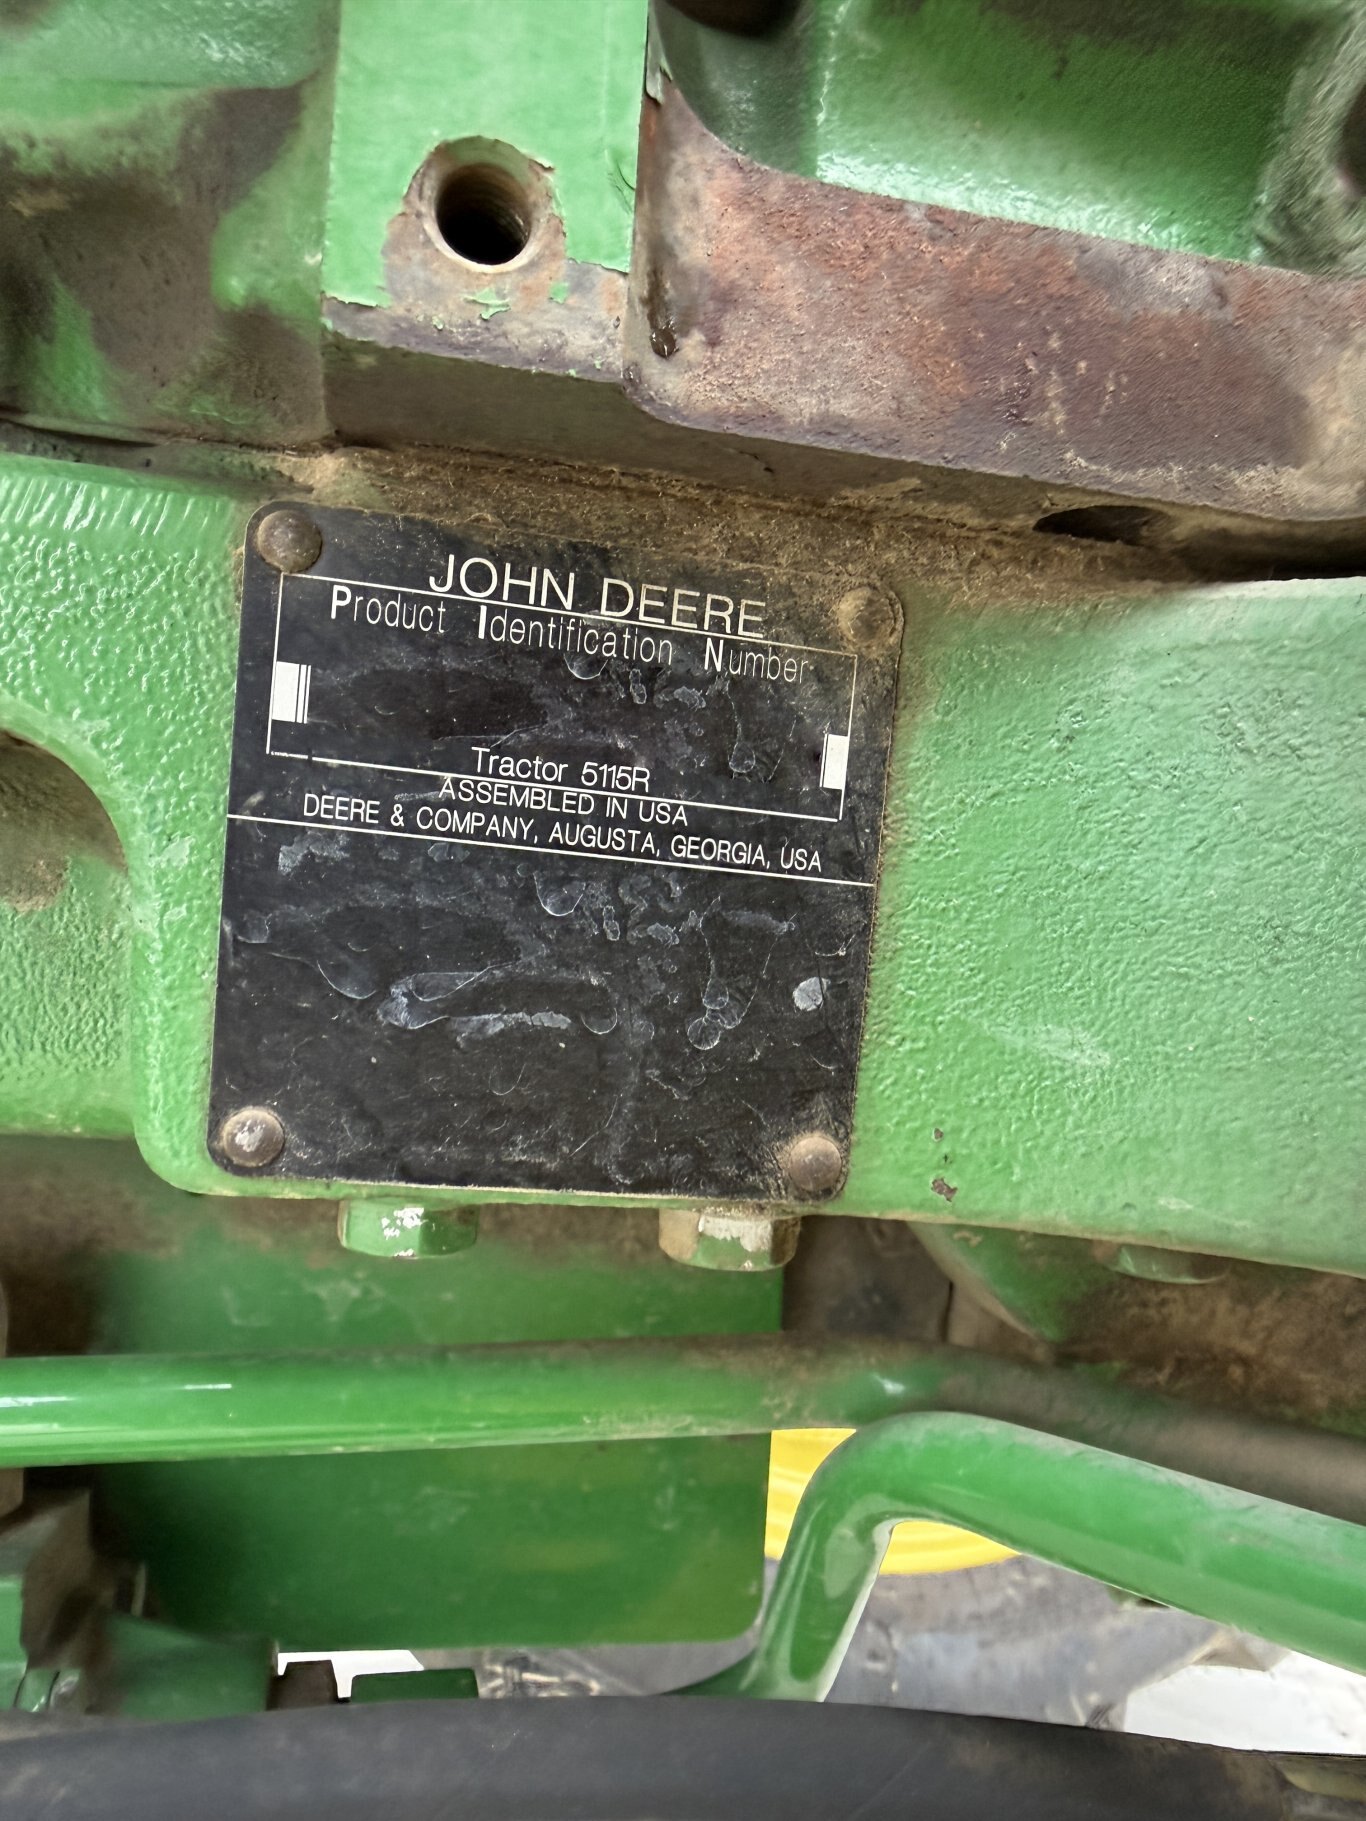 JOHN DEERE
Product Identification Number
Tractor 5115R
ASSEMBLED IN USA
DEERE & COMPANY, AUGUSTA, GEORGIA, USA